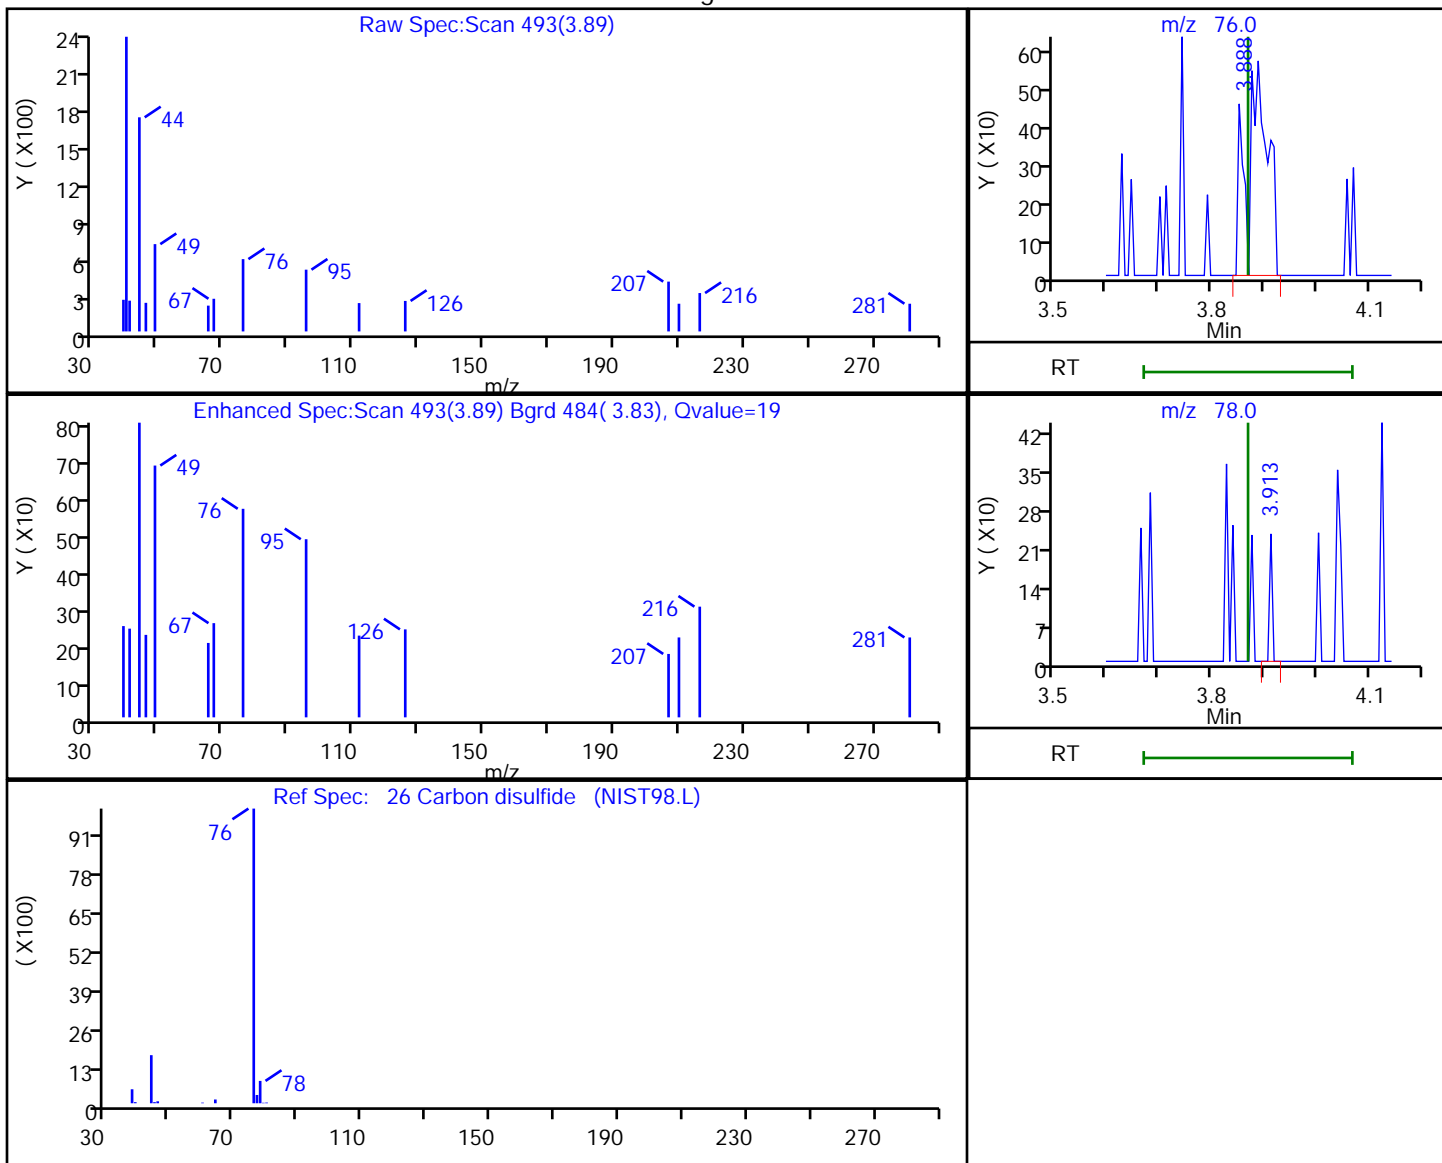 Raw Spec:Scan 493(3.89)
Y ( X100)
24
21
18
15
12
9
6
3
0
44
49
67
76
95
126
207
216
281
30 70 110 150 190 230 270
m/z
m/z 76.0
Y ( X10)
60
50
40
30
20
10
0
3.888
3.5 3.8 4.1
Min
RT
Enhanced Spec:Scan 493(3.89) Bgrd 484( 3.83), Qvalue=19
Y ( X10)
80
70
60
50
40
30
20
10
0
49
67
76
95
126
207
216
281
30 70 110 150 190 230 270
m/z
m/z 78.0
Y ( X10)
42
35
28
21
14
7
0
3.913
3.5 3.8 4.1
Min
RT
Ref Spec: 26 Carbon disulfide (NIST98.L)
( X100)
91
78
65
52
39
26
13
0
76
78
30 70 110 150 190 230 270